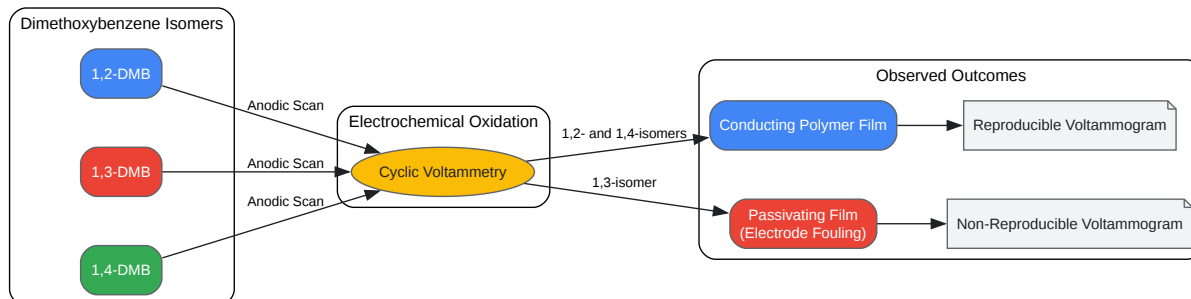 Dimethoxybenzene Isomers
1,2-DMB
1,3-DMB
1,4-DMB
Anodic Scan
Anodic Scan
Anodic Scan
Electrochemical Oxidation
Cyclic Voltammetry
1,2- and 1,4-isomers
1,3-isomer
Observed Outcomes
Conducting Polymer Film
Reproducible Voltammogram
Passivating Film
(Electrode Fouling)
Non-Reproducible Voltammogram